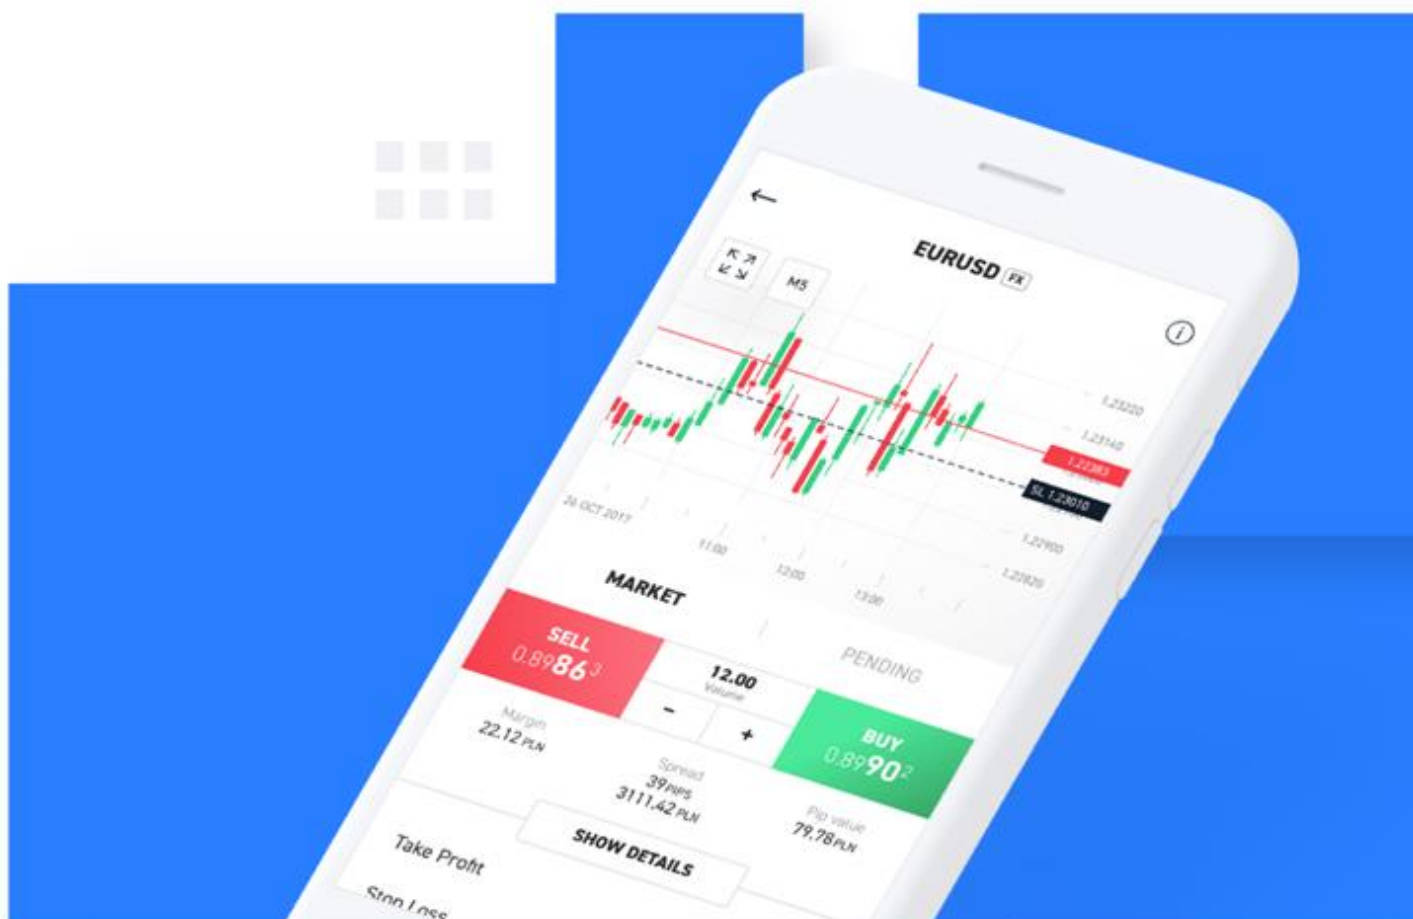 EURUSD FX
M5
1.23220
1.23140
1.22383
SL 1.23010
1.22900
1.22820
26 OCT 2017
11:00
12:00
13:00
MARKET
PENDING
SELL
0.89863
12.00
Volume
-
+
BUY
0.89902
Margin
22.12 PLN
Spread
39 PIPS
3111.42 PLN
Pip value
79.78 PLN
SHOW DETAILS
Take Profit
Stop Loss